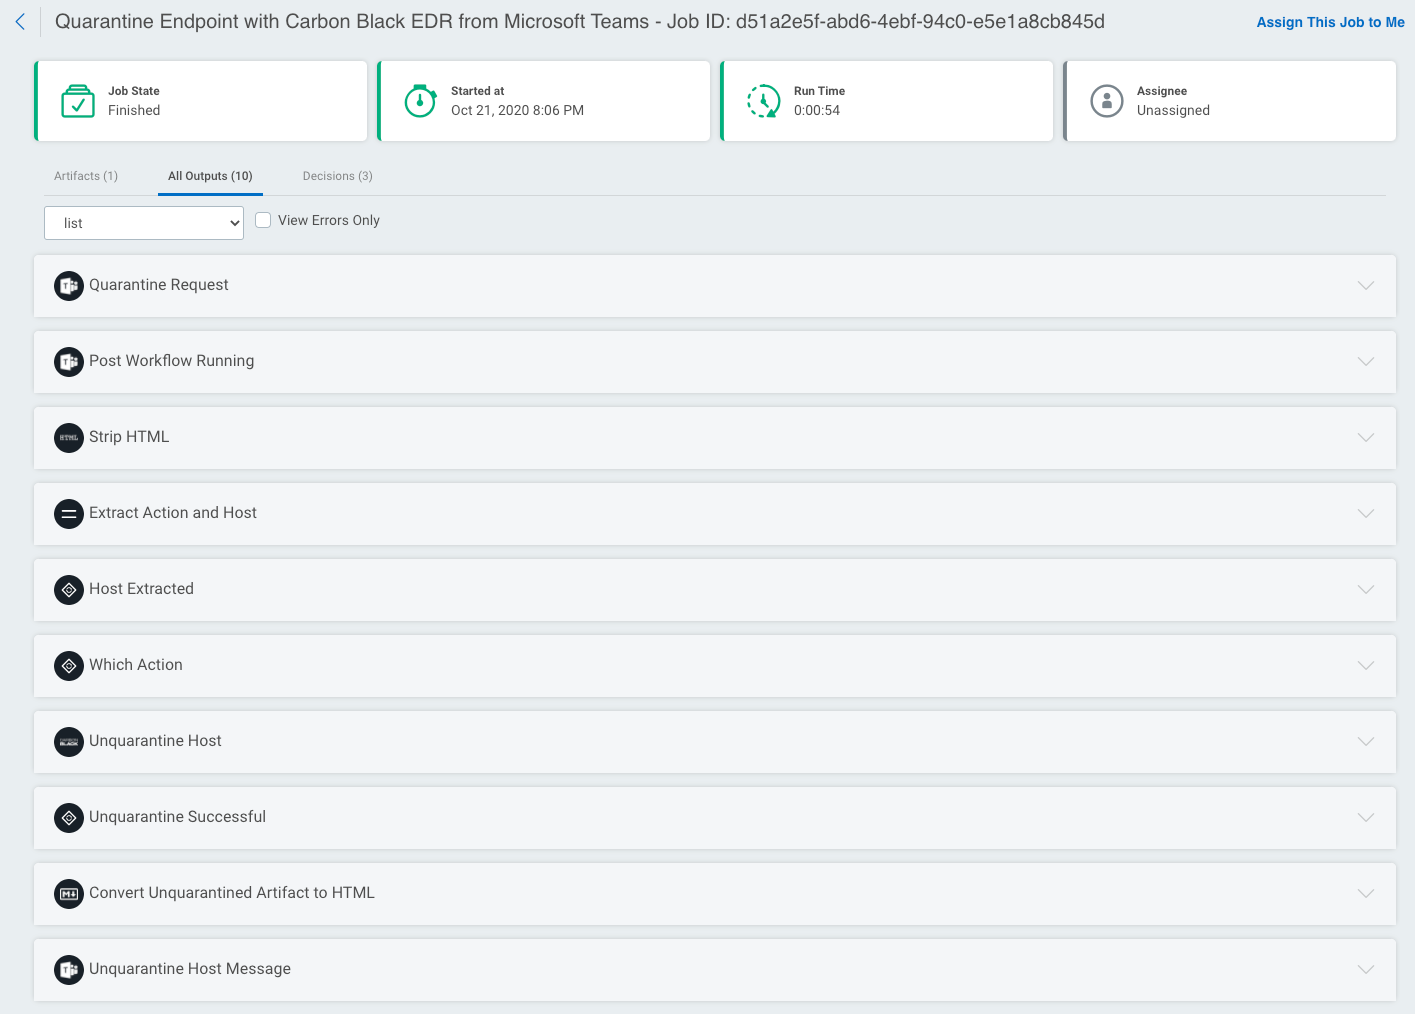 Quarantine Endpoint with Carbon Black EDR from Microsoft Teams - Job ID: d51a2e5f-abd6-4ebf-94c0-e5e1a8cb845d
Assign This Job to Me
Job State
Finished
Started at
Oct 21, 2020 8:06 PM
Run Time
0:00:54
Assignee
Unassigned
Artifacts (1)
All Outputs (10)
Decisions (3)
list
View Errors Only
Quarantine Request
Post Workflow Running
HTML
Strip HTML
Extract Action and Host
Host Extracted
Which Action
Unquarantine Host
Unquarantine Successful
Convert Unquarantined Artifact to HTML
Unquarantine Host Message